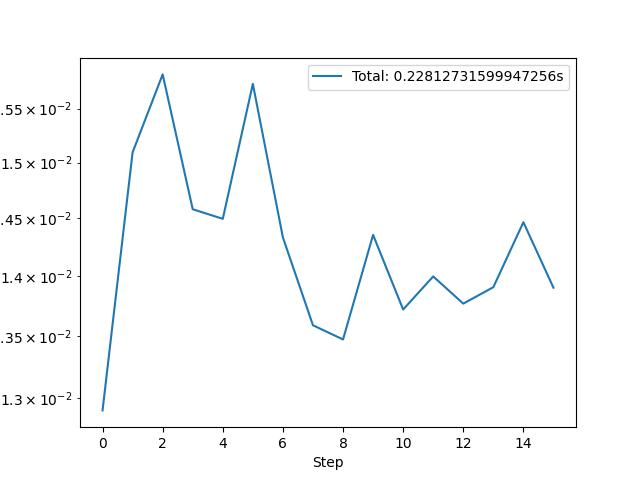 Total: 0.22812731599947256s
.55 × 10⁻²
1.5 × 10⁻²
.45 × 10⁻²
1.4 × 10⁻²
.35 × 10⁻²
1.3 × 10⁻²
0 2 4 6 8 10 12 14
Step